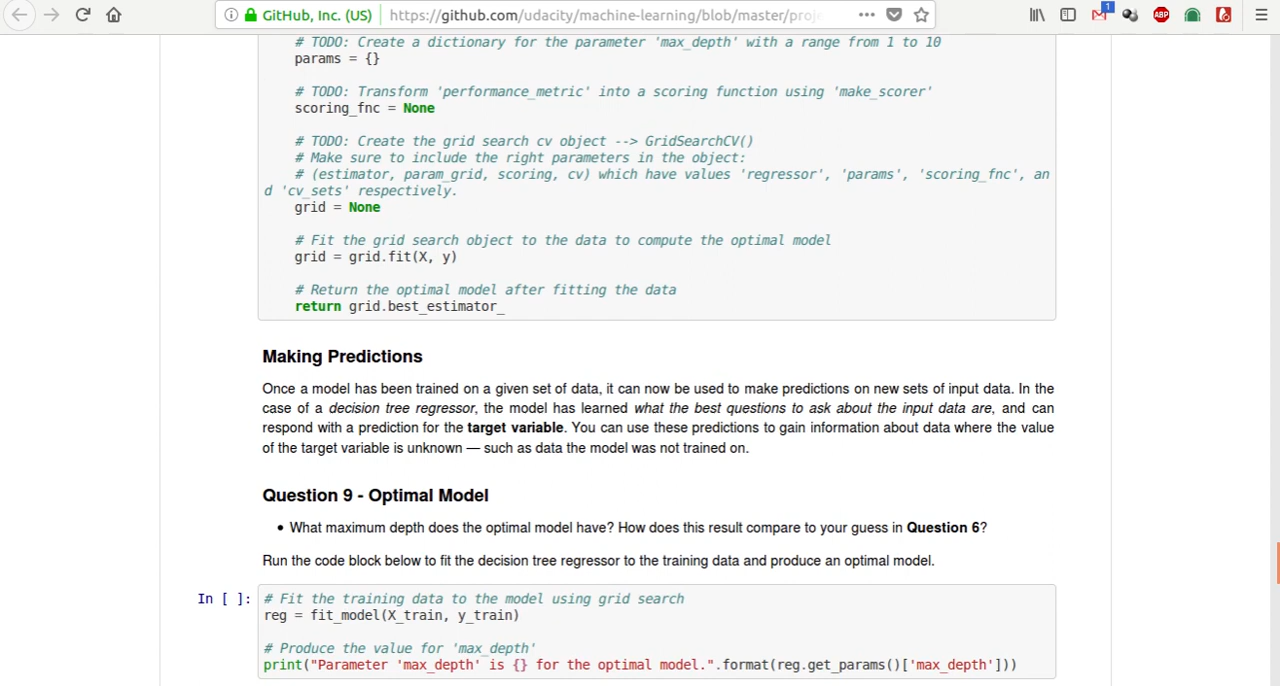 GitHub, Inc. (US) https://github.com/udacity/machine-learning/blob/master/proje
1
ABP
# TODO: Create a dictionary for the parameter 'max_depth' with a range from 1 to 10
params = {}
# TODO: Transform 'performance_metric' into a scoring function using 'make_scorer'
scoring_fnc = None
# TODO: Create the grid search cv object --> GridSearchCV()
# Make sure to include the right parameters in the object:
# (estimator, param_grid, scoring, cv) which have values 'regressor', 'params', 'scoring_fnc', an
d 'cv_sets' respectively.
grid = None
# Fit the grid search object to the data to compute the optimal model
grid = grid.fit(X, y)
# Return the optimal model after fitting the data
return grid.best_estimator_
Making Predictions
Once a model has been trained on a given set of data, it can now be used to make predictions on new sets of input data. In the
case of a decision tree regressor, the model has learned what the best questions to ask about the input data are, and can
respond with a prediction for the target variable. You can use these predictions to gain information about data where the value
of the target variable is unknown — such as data the model was not trained on.
Question 9 - Optimal Model
• What maximum depth does the optimal model have? How does this result compare to your guess in Question 6?
Run the code block below to fit the decision tree regressor to the training data and produce an optimal model.
In [ ]: # Fit the training data to the model using grid search
reg = fit_model(X_train, y_train)
# Produce the value for 'max_depth'
print("Parameter 'max_depth' is {} for the optimal model.".format(reg.get_params()['max_depth']))